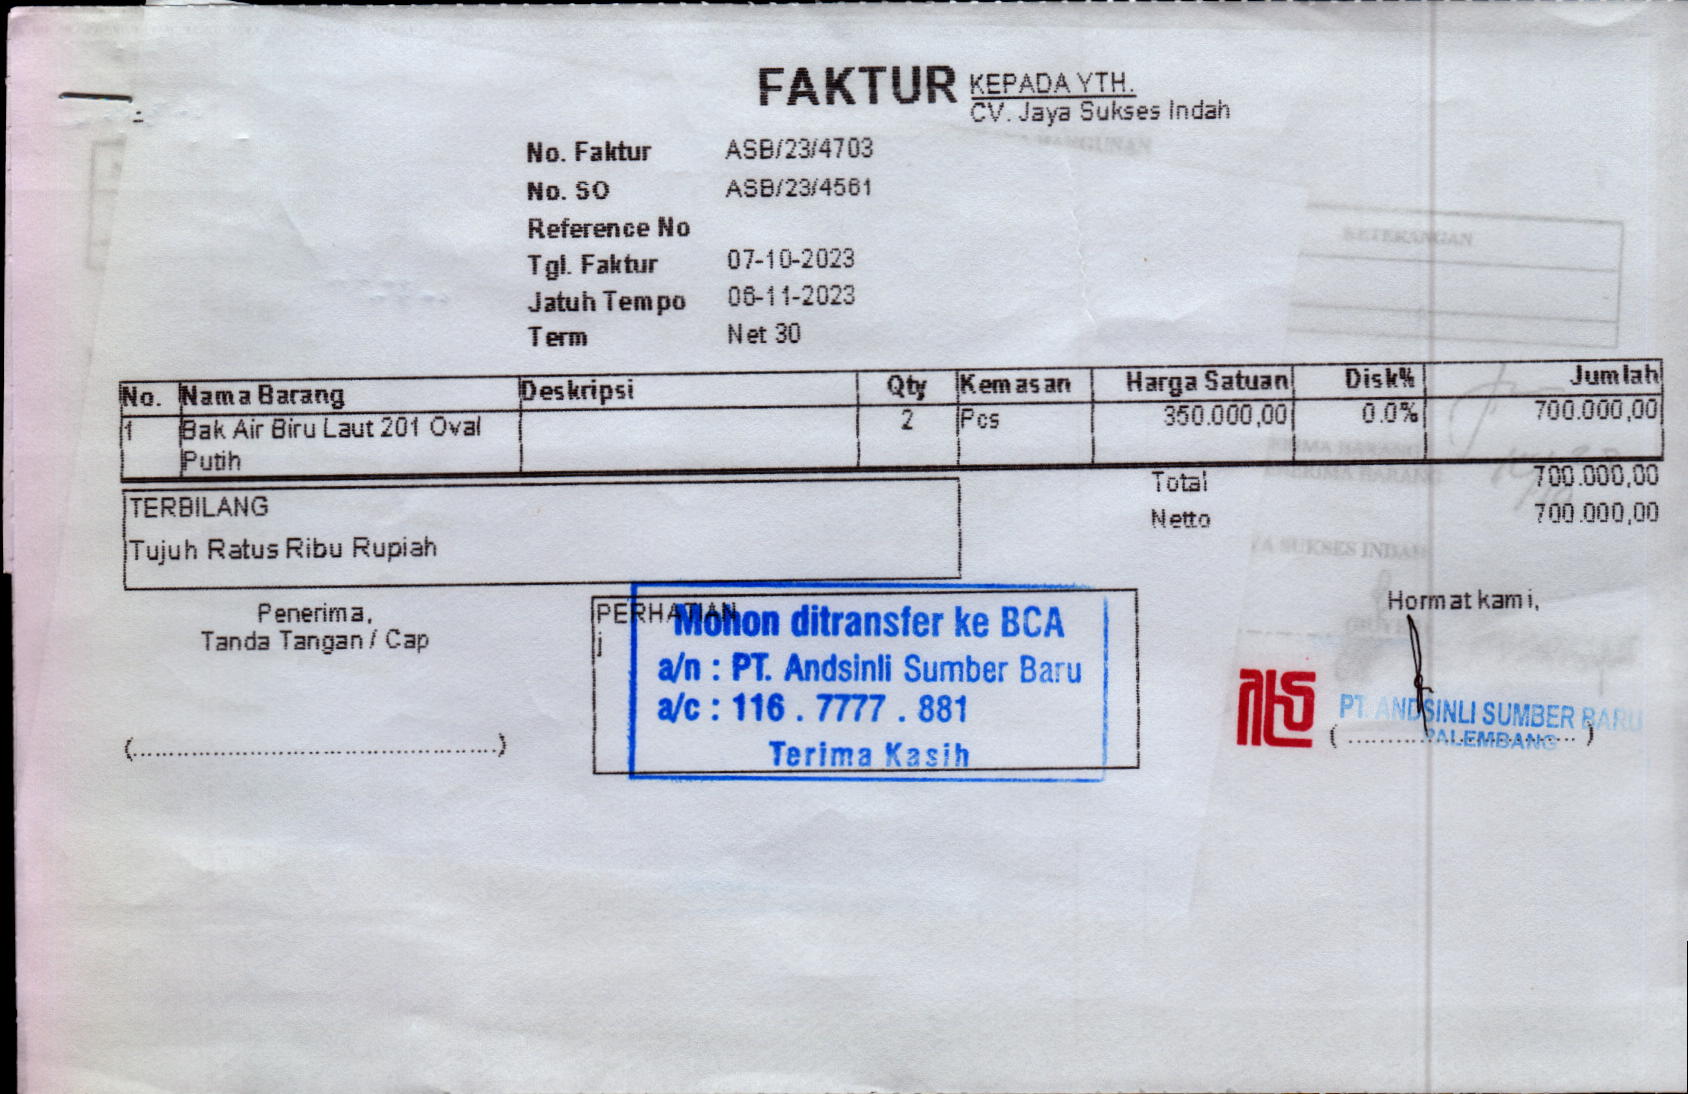 FAKTUR
KEPADA YTH.
CV. Jaya Sukses Indah
No. Faktur ASB/23/4703
No. SO ASB/23/4561
Reference No
Tgl. Faktur 07-10-2023
Jatuh Tempo 06-11-2023
Term Net 30
KETERANGAN
No. Nama Barang Deskripsi Qty Kemasan Harga Satuan Disk% Jumlah
1 Bak Air Biru Laut 201 Oval 2 Pcs 350.000,00 0.0% 700.000,00
Putih
Total 700.000,00
Netto 700.000,00
TERBILANG
Tujuh Ratus Ribu Rupiah
Penerima,
Tanda Tangan / Cap
(............................................)
PERHATIAN
j
Mohon ditransfer ke BCA
a/n : PT. Andsinli Sumber Baru
a/c : 116 . 7777 . 881
Terima Kasih
Hormat kami,
PT. ANDSINLI SUMBER BARU
PALEMBANG
(............................)